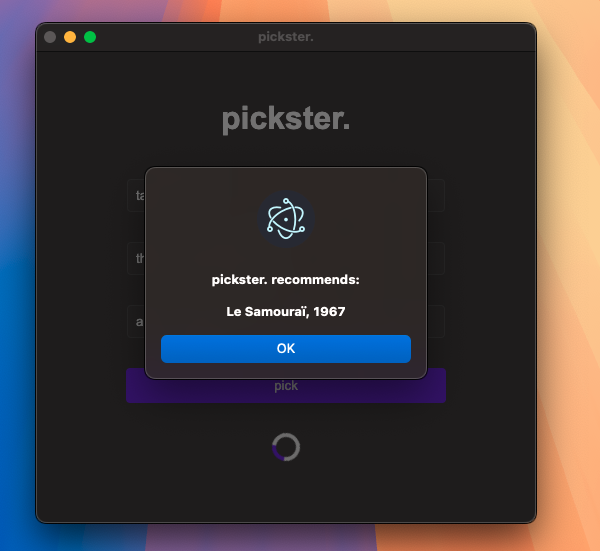 pickster.
pickster.
pickster. recommends:
Le Samouraï, 1967
OK
pick